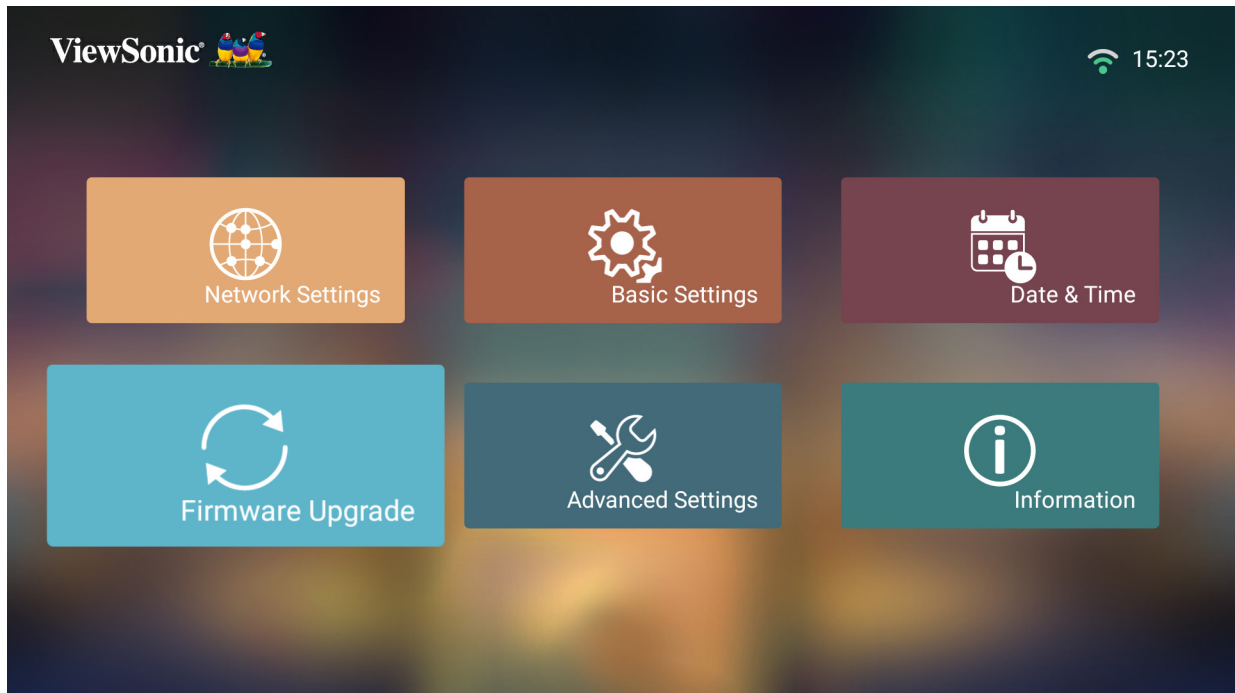 ViewSonic®
15:23
Network Settings
Basic Settings
Date & Time
Firmware Upgrade
Advanced Settings
Information